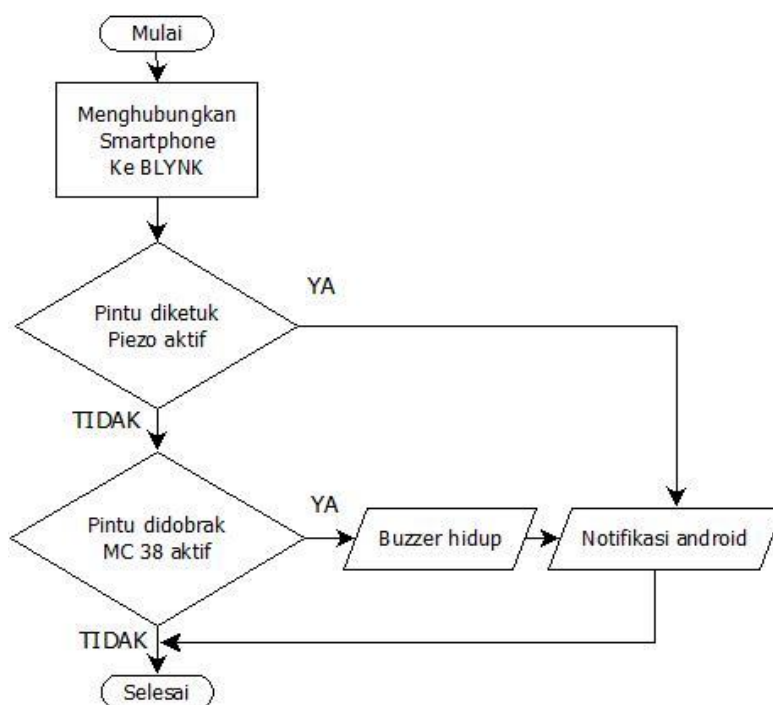 Mulai
Menghubungkan
Smartphone
Ke BLYNK
YA
Pintu diketuk
Piezo aktif
TIDAK
YA
Pintu didobrak
MC 38 aktif
Buzzer hidup
Notifikasi android
TIDAK
Selesai